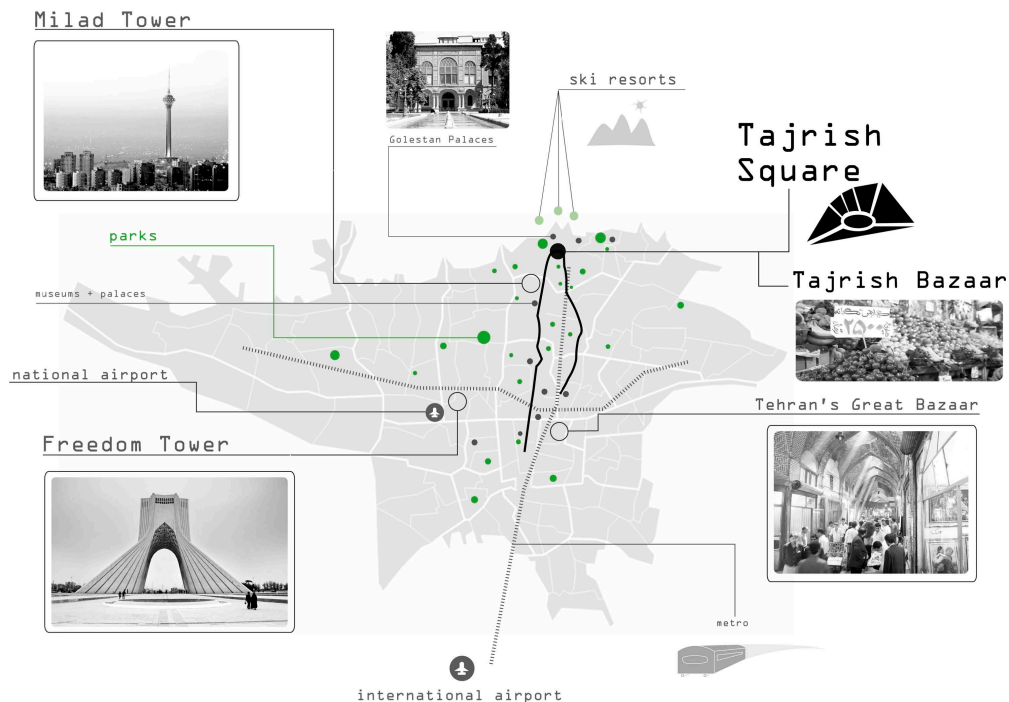 Milad Tower
ski resorts
Golestan Palaces
Tajrish
Square
parks
Tajrish Bazaar
museums + palaces
۲۵۰۰
national airport
Tehran's Great Bazaar
Freedom Tower
metro
international airport